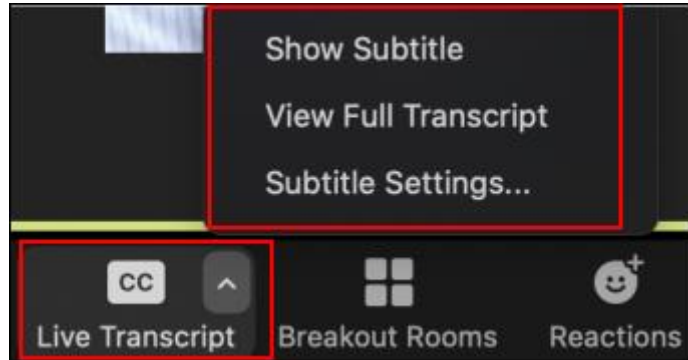 Show Subtitle
View Full Transcript
Subtitle Settings...
CC
Live Transcript
Breakout Rooms
Reactions